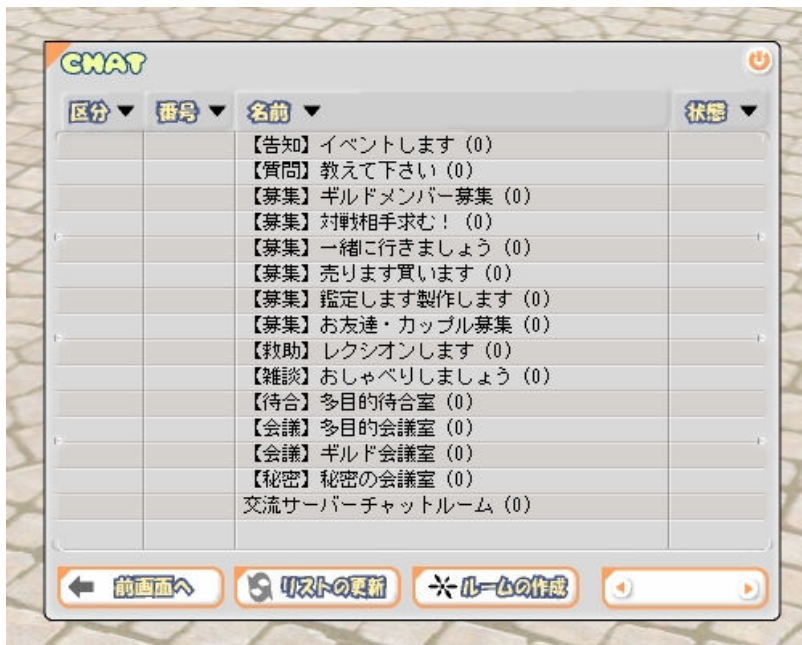 CHAT
区分▼ 番号▼ 名前▼ 状態▼
【告知】イベントします (0)
【質問】教えて下さい (0)
【募集】ギルドメンバー募集 (0)
【募集】対戦相手求む！ (0)
【募集】一緒に行きましょう (0)
【募集】売ります買います (0)
【募集】鑑定します製作します (0)
【募集】お友達・カップル募集 (0)
【救助】レクシオンします (0)
【雑談】おしゃべりしましょう (0)
【待合】多目的待合室 (0)
【会議】多目的会議室 (0)
【会議】ギルド会議室 (0)
【秘密】秘密の会議室 (0)
交流サーバーチャットルーム (0)
前画面へ リストの更新 ルームの作成